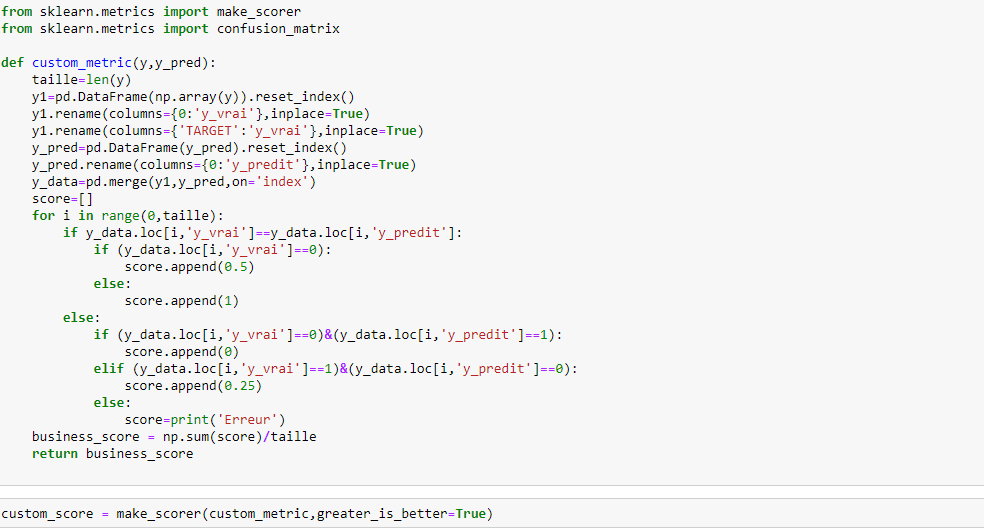 from sklearn.metrics import make_scorer
from sklearn.metrics import confusion_matrix

def custom_metric(y,y_pred):
    taille=len(y)
    y1=pd.DataFrame(np.array(y)).reset_index()
    y1.rename(columns={0:'y_vrai'},inplace=True)
    y1.rename(columns={'TARGET':'y_vrai'},inplace=True)
    y_pred=pd.DataFrame(y_pred).reset_index()
    y_pred.rename(columns={0:'y_predit'},inplace=True)
    y_data=pd.merge(y1,y_pred,on='index')
    score=[]
    for i in range(0,taille):
        if y_data.loc[i,'y_vrai']==y_data.loc[i,'y_predit']:
            if (y_data.loc[i,'y_vrai']==0):
                score.append(0.5)
            else:
                score.append(1)
        else:
            if (y_data.loc[i,'y_vrai']==0)&(y_data.loc[i,'y_predit']==1):
                score.append(0)
            elif (y_data.loc[i,'y_vrai']==1)&(y_data.loc[i,'y_predit']==0):
                score.append(0.25)
            else:
                score=print('Erreur')
    business_score = np.sum(score)/taille
    return business_score

custom_score = make_scorer(custom_metric,greater_is_better=True)